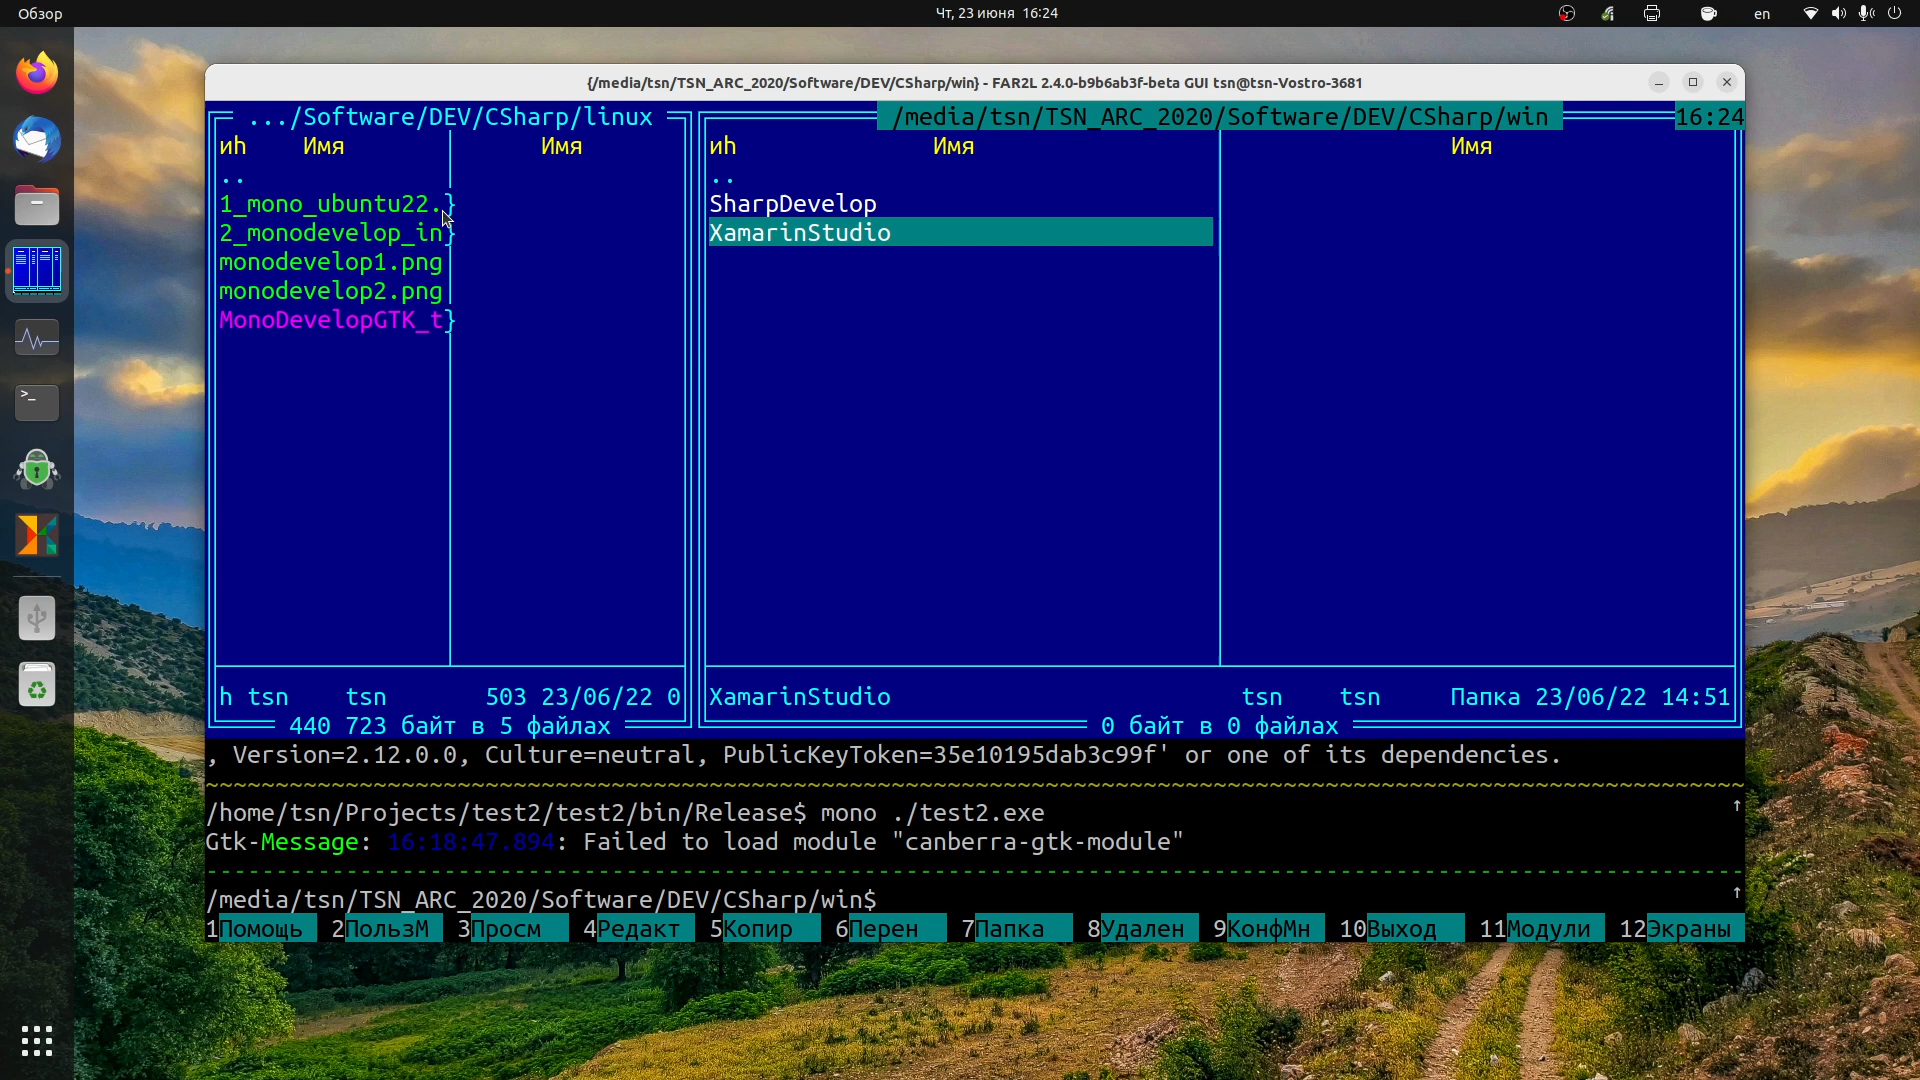 Обзор
Чт, 23 июня 16:24
en
{/media/tsn/TSN_ARC_2020/Software/DEV/CSharp/win} - FAR2L 2.4.0-b9b6ab3f-beta GUI tsn@tsn-Vostro-3681
.../Software/DEV/CSharp/linux
/media/tsn/TSN_ARC_2020/Software/DEV/CSharp/win
16:24
иh Имя Имя
иh Имя Имя
..
1_mono_ubuntu22.}
2_monodevelop_in}
monodevelop1.png
monodevelop2.png
MonoDevelopGTK_t}
..
SharpDevelop
XamarinStudio
h tsn tsn 503 23/06/22 0
440 723 байт в 5 файлах
XamarinStudio tsn tsn Папка 23/06/22 14:51
0 байт в 0 файлах
, Version=2.12.0.0, Culture=neutral, PublicKeyToken=35e10195dab3c99f' or one of its dependencies.
/home/tsn/Projects/test2/test2/bin/Release$ mono ./test2.exe
Gtk-Message: 16:18:47.894: Failed to load module "canberra-gtk-module"
/media/tsn/TSN_ARC_2020/Software/DEV/CSharp/win$
1Помощь 2ПользМ 3Просм 4Редакт 5Копир 6Перен 7Папка 8Удален 9КонфМн 10Выход 11Модули 12Экраны